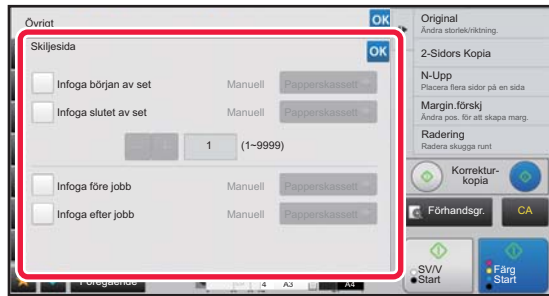 Övrigt
OK
Skiljesida
OK
Infoga början av set
Manuell
Papperskassett
Infoga slutet av set
Manuell
Papperskassett
1
(1~9999)
Infoga före jobb
Manuell
Papperskassett
Infoga efter jobb
Manuell
Papperskassett
Föregående
4
A3
A4
Original
Ändra storlek/riktning.
2-Sidors Kopia
N-Upp
Placera flera sidor på en sida
Margin.förskj
Ändra pos. för att skapa marg.
Radering
Radera skugga runt
Korrektur-
kopia
Förhandsgr.
CA
SV/V
Start
Färg
Start